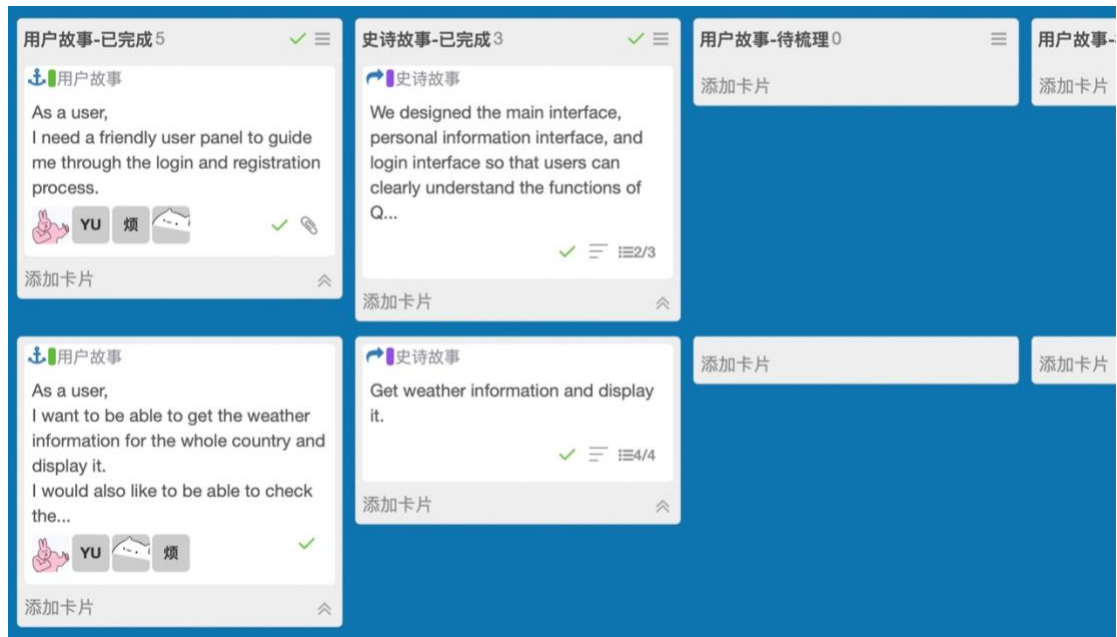 用户故事-已完成 5
用户故事
As a user,
I need a friendly user panel to guide
me through the login and registration
process.
YU 烦
添加卡片
史诗故事-已完成 3
史诗故事
We designed the main interface,
personal information interface, and
login interface so that users can
clearly understand the functions of
Q...
2/3
添加卡片
用户故事-待梳理 0
添加卡片
用户故事-
添加卡片
用户故事
As a user,
I want to be able to get the weather
information for the whole country and
display it.
I would also like to be able to check
the...
YU 烦
添加卡片
史诗故事
Get weather information and display
it.
4/4
添加卡片
添加卡片
添加卡片